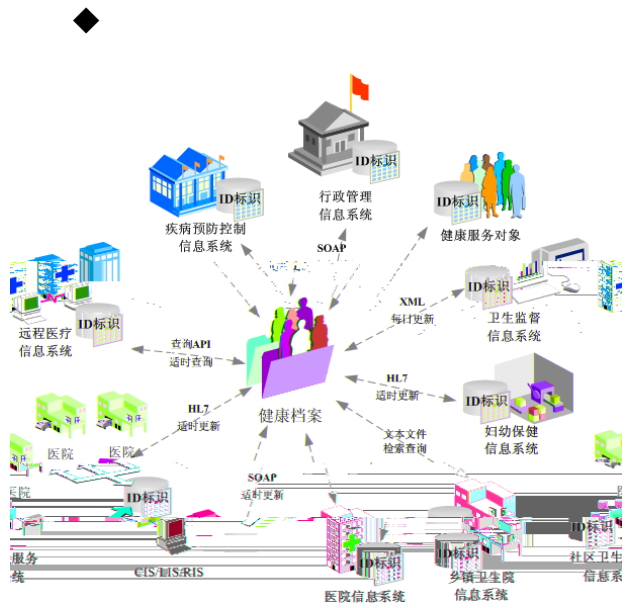 ID标识
行政管理
信息系统
ID标识
疾病预防控制
信息系统
SOAP
ID标识
健康服务对象
ID标识
远程医疗
信息系统
查询API
适时查询
XML
每日更新
ID标识
卫生监督
信息系统
HL7
适时更新
健康档案
HL7
适时更新
ID标识
妇幼保健
信息系统
医院
医院
文本文件
检索查询
医院
ID标识
SOAP
适时更新
服务
统
CIS/LIS/RIS
ID标识
医院信息系统
ID标识
乡镇卫生院
信息系统
ID标识
社区卫生
信息系